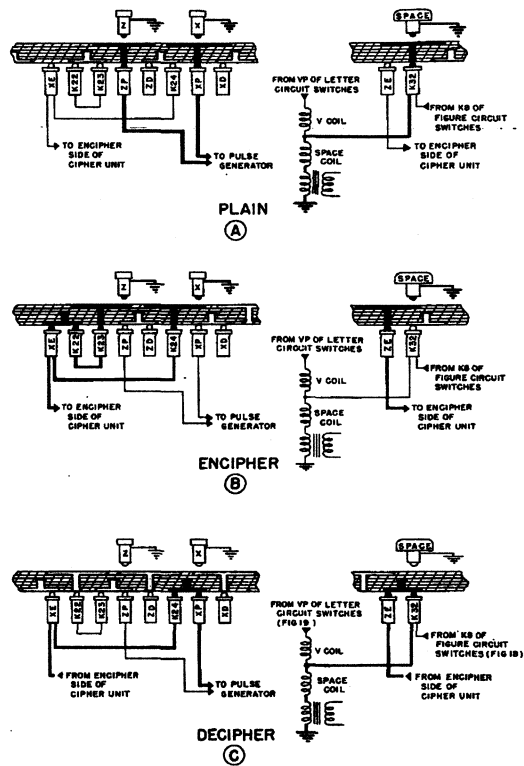 Z X SPACE
XE K22 K23 ZP ZD K24 XP XD ZE K32
FROM VP OF LETTER
CIRCUIT SWITCHES
FROM K8 OF
FIGURE CIRCUIT
SWITCHES
V COIL
TO ENCIPHER
SIDE OF
CIPHER UNIT
TO PULSE
GENERATOR
SPACE
COIL
TO ENCIPHER
SIDE OF
CIPHER UNIT
PLAIN
A
Z X SPACE
XE K22 K23 ZP ZD K24 XP XD ZE K32
FROM VP OF LETTER
CIRCUIT SWITCHES
FROM K8 OF
FIGURE CIRCUIT
SWITCHES
V COIL
TO ENCIPHER
SIDE OF
CIPHER UNIT
TO PULSE
GENERATOR
SPACE
COIL
TO ENCIPHER
SIDE OF
CIPHER UNIT
ENCIPHER
B
Z X SPACE
XE K22 K23 ZP ZD K24 XP XD ZE K32
FROM VP OF LETTER
CIRCUIT SWITCHES
(FIG 19)
FROM K8 OF
FIGURE CIRCUIT
SWITCHES (FIG 18)
V COIL
FROM ENCIPHER
SIDE OF
CIPHER UNIT
TO PULSE
GENERATOR
SPACE
COIL
FROM ENCIPHER
SIDE OF
CIPHER UNIT
DECIPHER
C